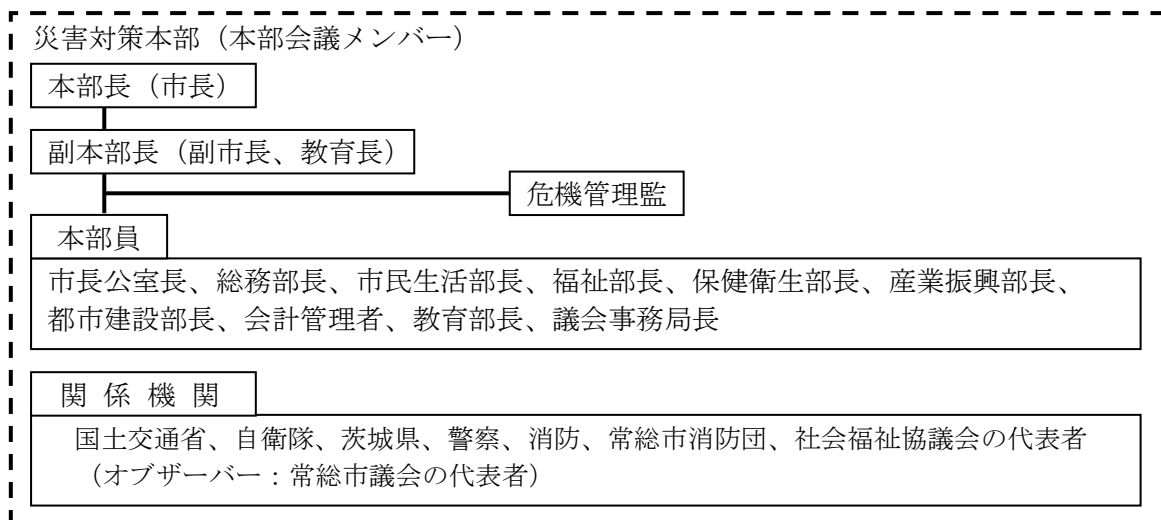 災害対策本部（本部会議メンバー）
本部長（市長）
副本部長（副市長、教育長）
危機管理監
本部員
市長公室長、総務部長、市民生活部長、福祉部長、保健衛生部長、産業振興部長、
都市建設部長、会計管理者、教育部長、議会事務局長
関 係 機 関
国土交通省、自衛隊、茨城県、警察、消防、常総市消防団、社会福祉協議会の代表者
（オブザーバー：常総市議会の代表者）